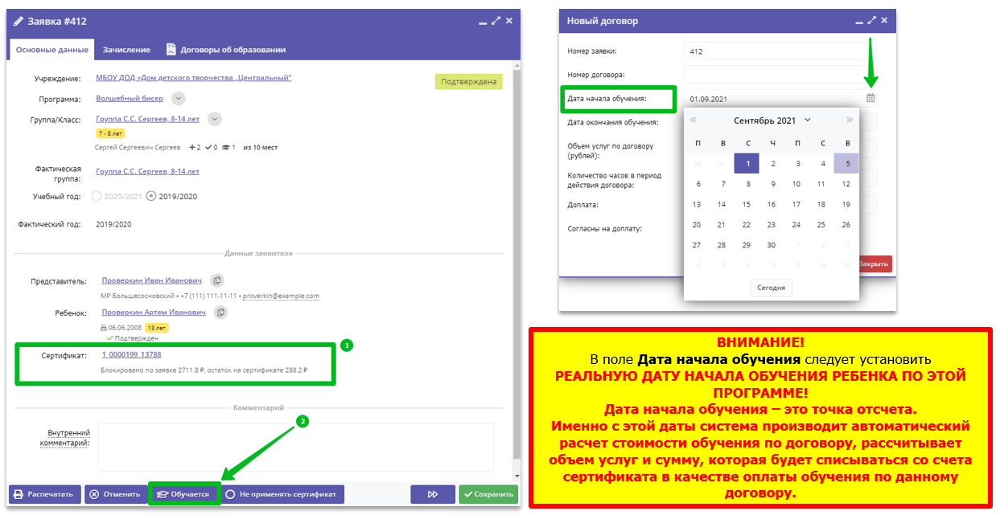 Заявка #412
Основные данные
Зачисление
Договоры об образовании
Учреждение: МБОУ ДОД «Дом детского творчества „Центральный"
Подтверждена
Программа: Волшебный бисер
Группа/Класс: Группа С.С. Сергеев, 8-14 лет
7 - 8 лет
Сергей Сергеевич Сергеев 2 0 1 из 10 мест
Фактическая группа: Группа С.С. Сергеев, 8-14 лет
Учебный год: 2020/2021 2019/2020
Фактический год: 2019/2020
Данные заявителя
Представитель: Проверкин Иван Иванович
МР Большесосновский • +7 (111) 111-11-11 • proverkin@example.com
Ребенок: Проверкин Артем Иванович
06.06.2008 13 лет
Подтвержден
Сертификат: 1 0000199 13788
1
Блокировано по заявке 2711.8 ₽, остаток на сертификате 288.2 ₽
Комментарий
2
Внутренний
комментарий:
Распечатать
Отменить
Обучается
Не применять сертификат
Сохранить
Новый договор
Номер заявки: 412
Номер договора:
Дата начала обучения: 01.09.2021
Дата окончания обучения:
Объем услуг по договору
(рублей):
Количество часов в период
действия договора:
Доплата:
Согласны на доплату:
« Сентябрь 2021 »
П В С Ч П С В
30 31 1 2 3 4 5
6 7 8 9 10 11 12
13 14 15 16 17 18 19
20 21 22 23 24 25 26
27 28 29 30 1 2 3
4 5 6 7 8 9 10
Сегодня
Закрыть
ВНИМАНИЕ!
В поле Дата начала обучения следует установить
РЕАЛЬНУЮ ДАТУ НАЧАЛА ОБУЧЕНИЯ РЕБЕНКА ПО ЭТОЙ
ПРОГРАММЕ!
Дата начала обучения – это точка отсчета.
Именно с этой даты система производит автоматический
расчет стоимости обучения по договору, рассчитывает
объем услуг и сумму, которая будет списываться со счета
сертификата в качестве оплаты обучения по данному
договору.